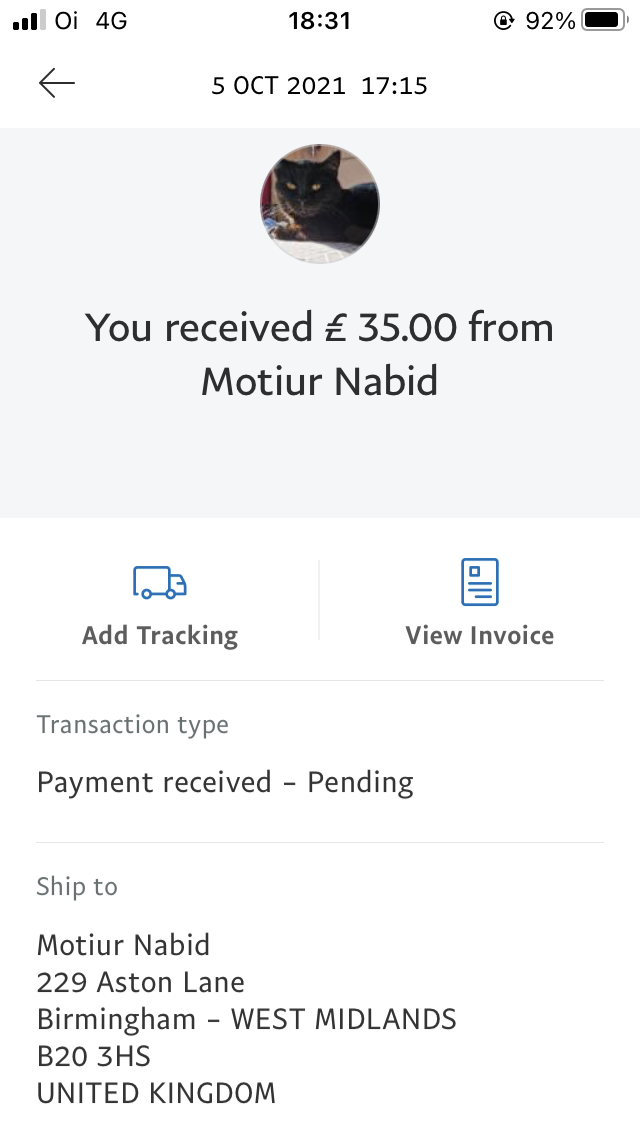 Oi 4G 18:31 92%
5 OCT 2021 17:15
You received £ 35.00 from
Motiur Nabid
Add Tracking
View Invoice
Transaction type
Payment received – Pending
Ship to
Motiur Nabid
229 Aston Lane
Birmingham – WEST MIDLANDS
B20 3HS
UNITED KINGDOM